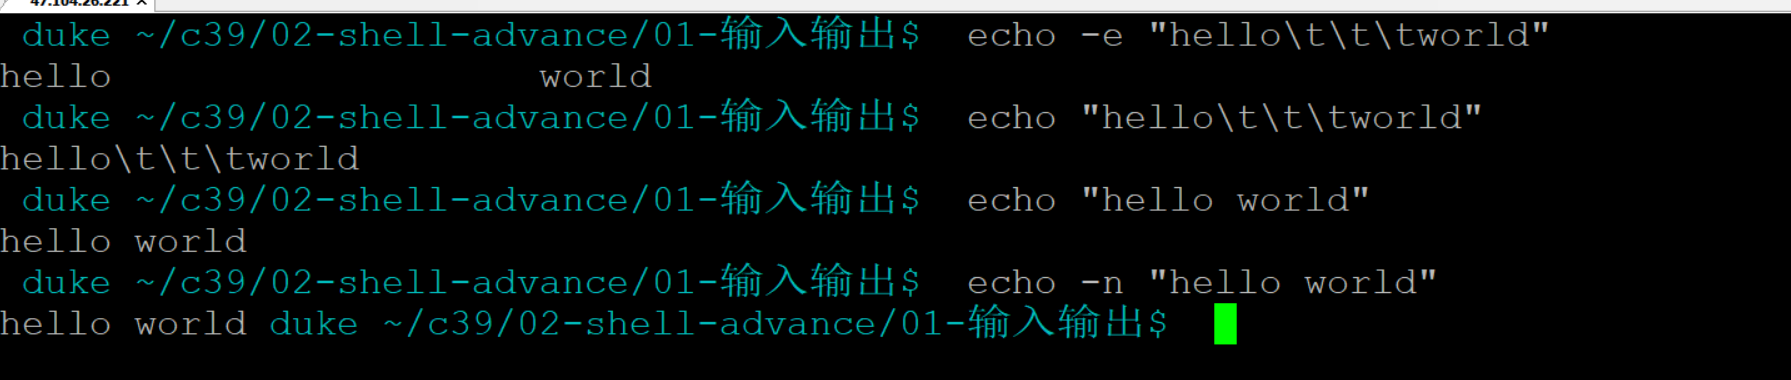 47.104.26.221 ×
duke ~/c39/02-shell-advance/01-输入输出$  echo -e "hello\t\t\tworld"
hello                   world
duke ~/c39/02-shell-advance/01-输入输出$  echo "hello\t\t\tworld"
hello\t\t\tworld
duke ~/c39/02-shell-advance/01-输入输出$  echo "hello world"
hello world
duke ~/c39/02-shell-advance/01-输入输出$  echo -n "hello world"
hello world duke ~/c39/02-shell-advance/01-输入输出$